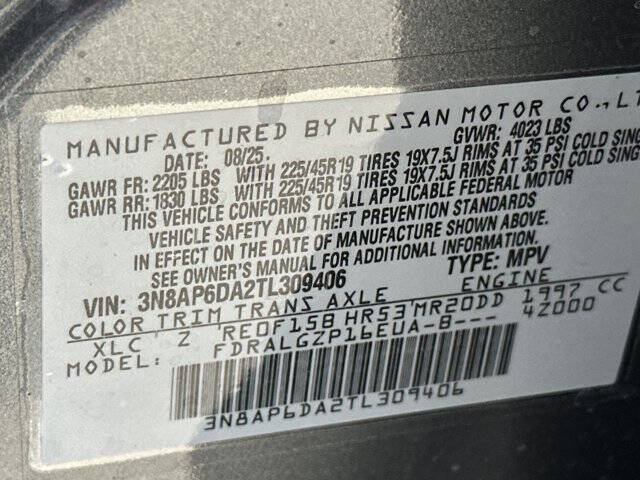 MANUFACTURED BY NISSAN MOTOR CO., LT
DATE: 08/25. GVWR: 4023 LBS
GAWR FR: 2205 LBS WITH 225/45R19 TIRES 19X7.5J RIMS AT 35 PSI COLD SING
GAWR RR: 1830 LBS WITH 225/45R19 TIRES 19X7.5J RIMS AT 35 PSI COLD SING
THIS VEHICLE CONFORMS TO ALL APPLICABLE FEDERAL MOTOR
VEHICLE SAFETY AND THEFT PREVENTION STANDARDS
IN EFFECT ON THE DATE OF MANUFACTURE SHOWN ABOVE.
SEE OWNER'S MANUAL FOR ADDITIONAL INFORMATION.
VIN: 3N8AP6DA2TL309406 TYPE: MPV
COLOR TRIM TRANS AXLE ENGINE
XLC Z RE0F15B HR53 MR20DD 1997 CC
MODEL: FDRALGZP16EUA-B--- 4Z000
3N8AP6DA2TL309406